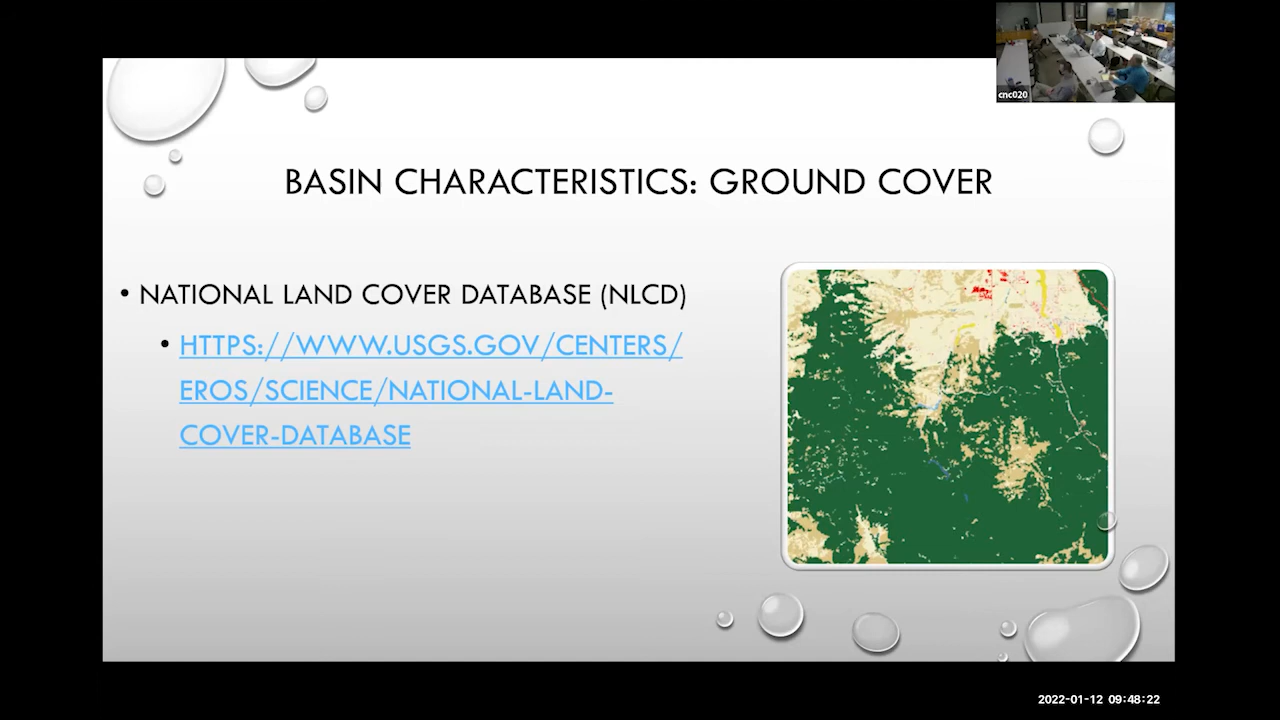 cnc020
BASIN CHARACTERISTICS: GROUND COVER
• NATIONAL LAND COVER DATABASE (NLCD)
• HTTPS://WWW.USGS.GOV/CENTERS/
EROS/SCIENCE/NATIONAL-LAND-
COVER-DATABASE
2022-01-12 09:48:22